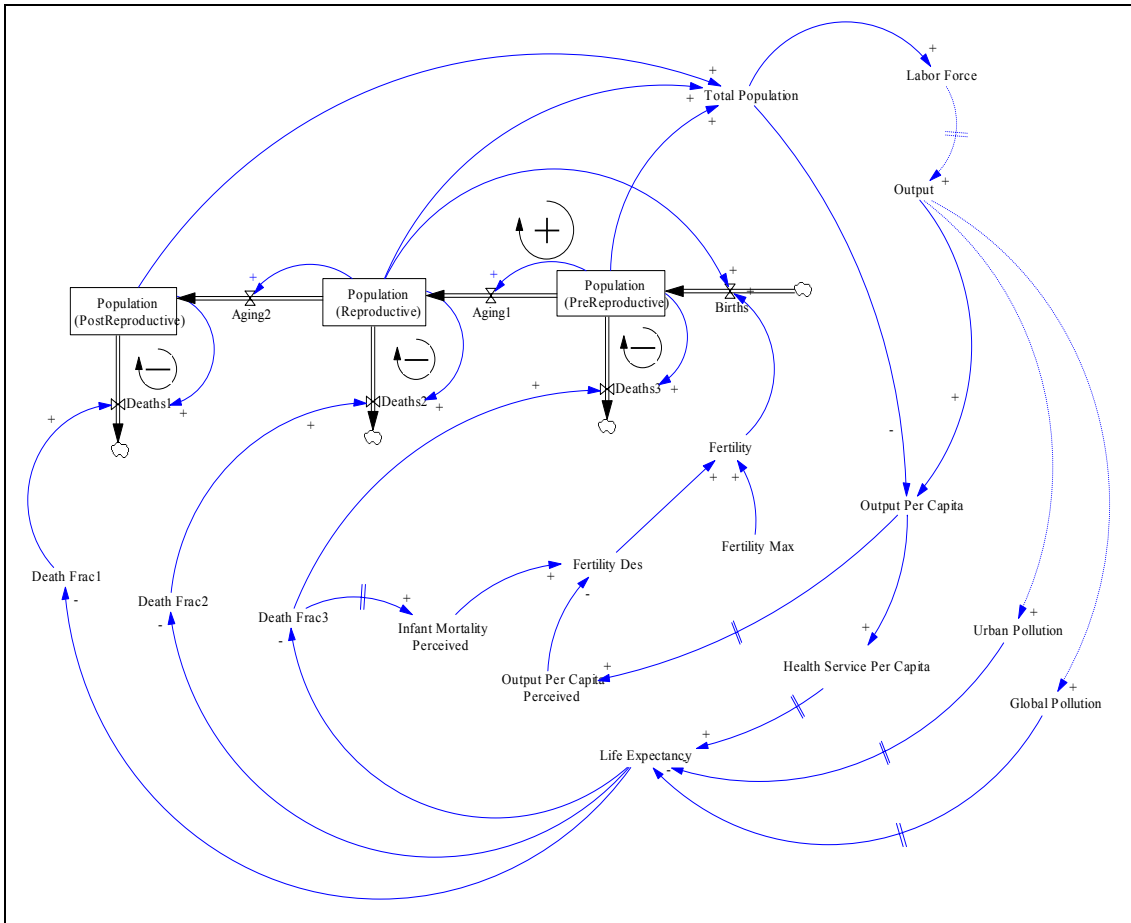 +
Labor Force
+
+
Total Population
+
+
+
Output
+
+
+
+
Population
(PostReproductive)
Population
(Reproductive)
Population
(PreReproductive)
+
+
Aging2
Aging1
Births
—
—
—
Deaths1
Deaths2
Deaths3
+
+
+
+
+
+
+
-
Fertility
+
+
Output Per Capita
Fertility Max
Fertility Des
+
-
Death Frac1
-
Death Frac2
-
Death Frac3
-
+
Infant Mortality
Perceived
+
Output Per Capita
Perceived
+
Health Service Per Capita
+
Urban Pollution
+
Global Pollution
+
Life Expectancy
-
-